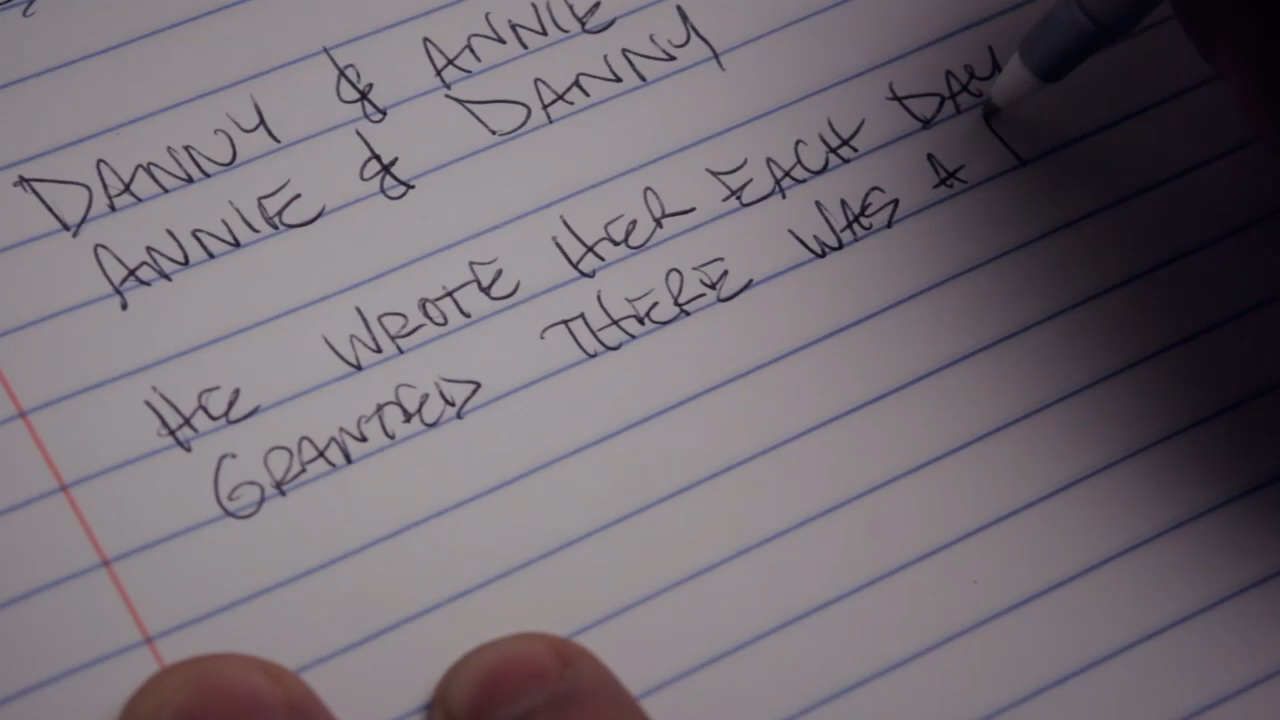 DANNY & ANNIE
ANNIE & DANNY
HE WROTE HER EACH DAY
GRANTED THERE WAS A